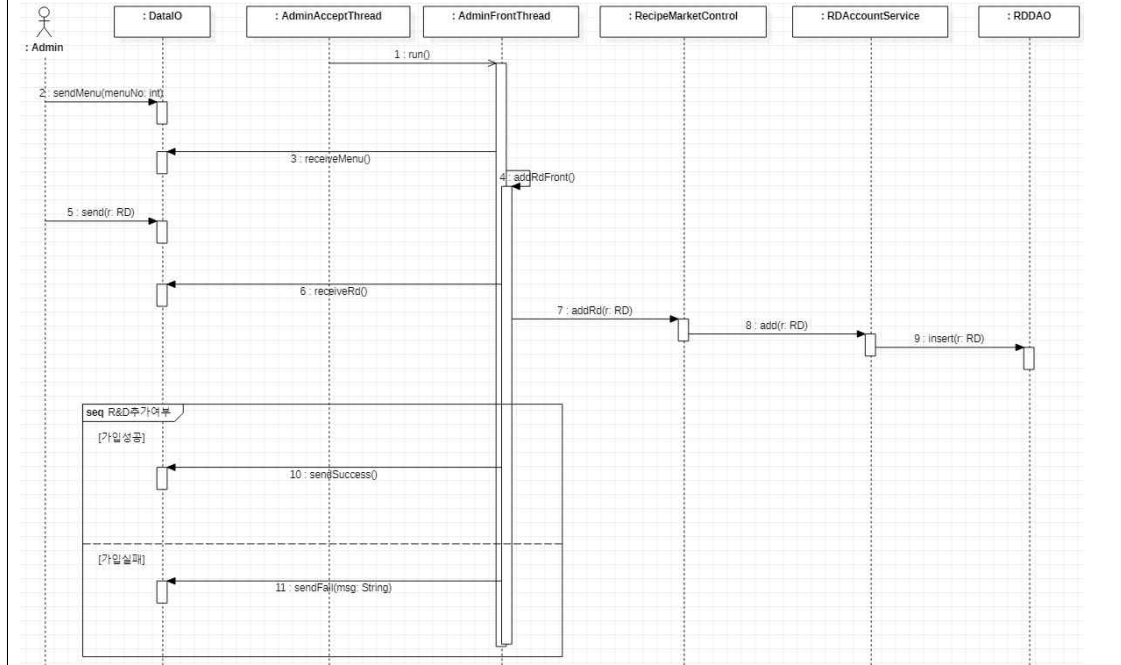 : DataIO
: AdminAcceptThread
: AdminFrontThread
: RecipeMarketControl
: RDAccountService
: RDDAO
: Admin
1 : run()
2 : sendMenu(menuNo: int)
3 : receiveMenu()
4 : addRdFront()
5 : send(r: RD)
6 : receiveRd()
7 : addRd(r: RD)
8 : add(r: RD)
9 : insert(r: RD)
seq R&D추가여부
[가입성공]
10 : sendSuccess()
[가입실패]
11 : sendFail(msg: String)